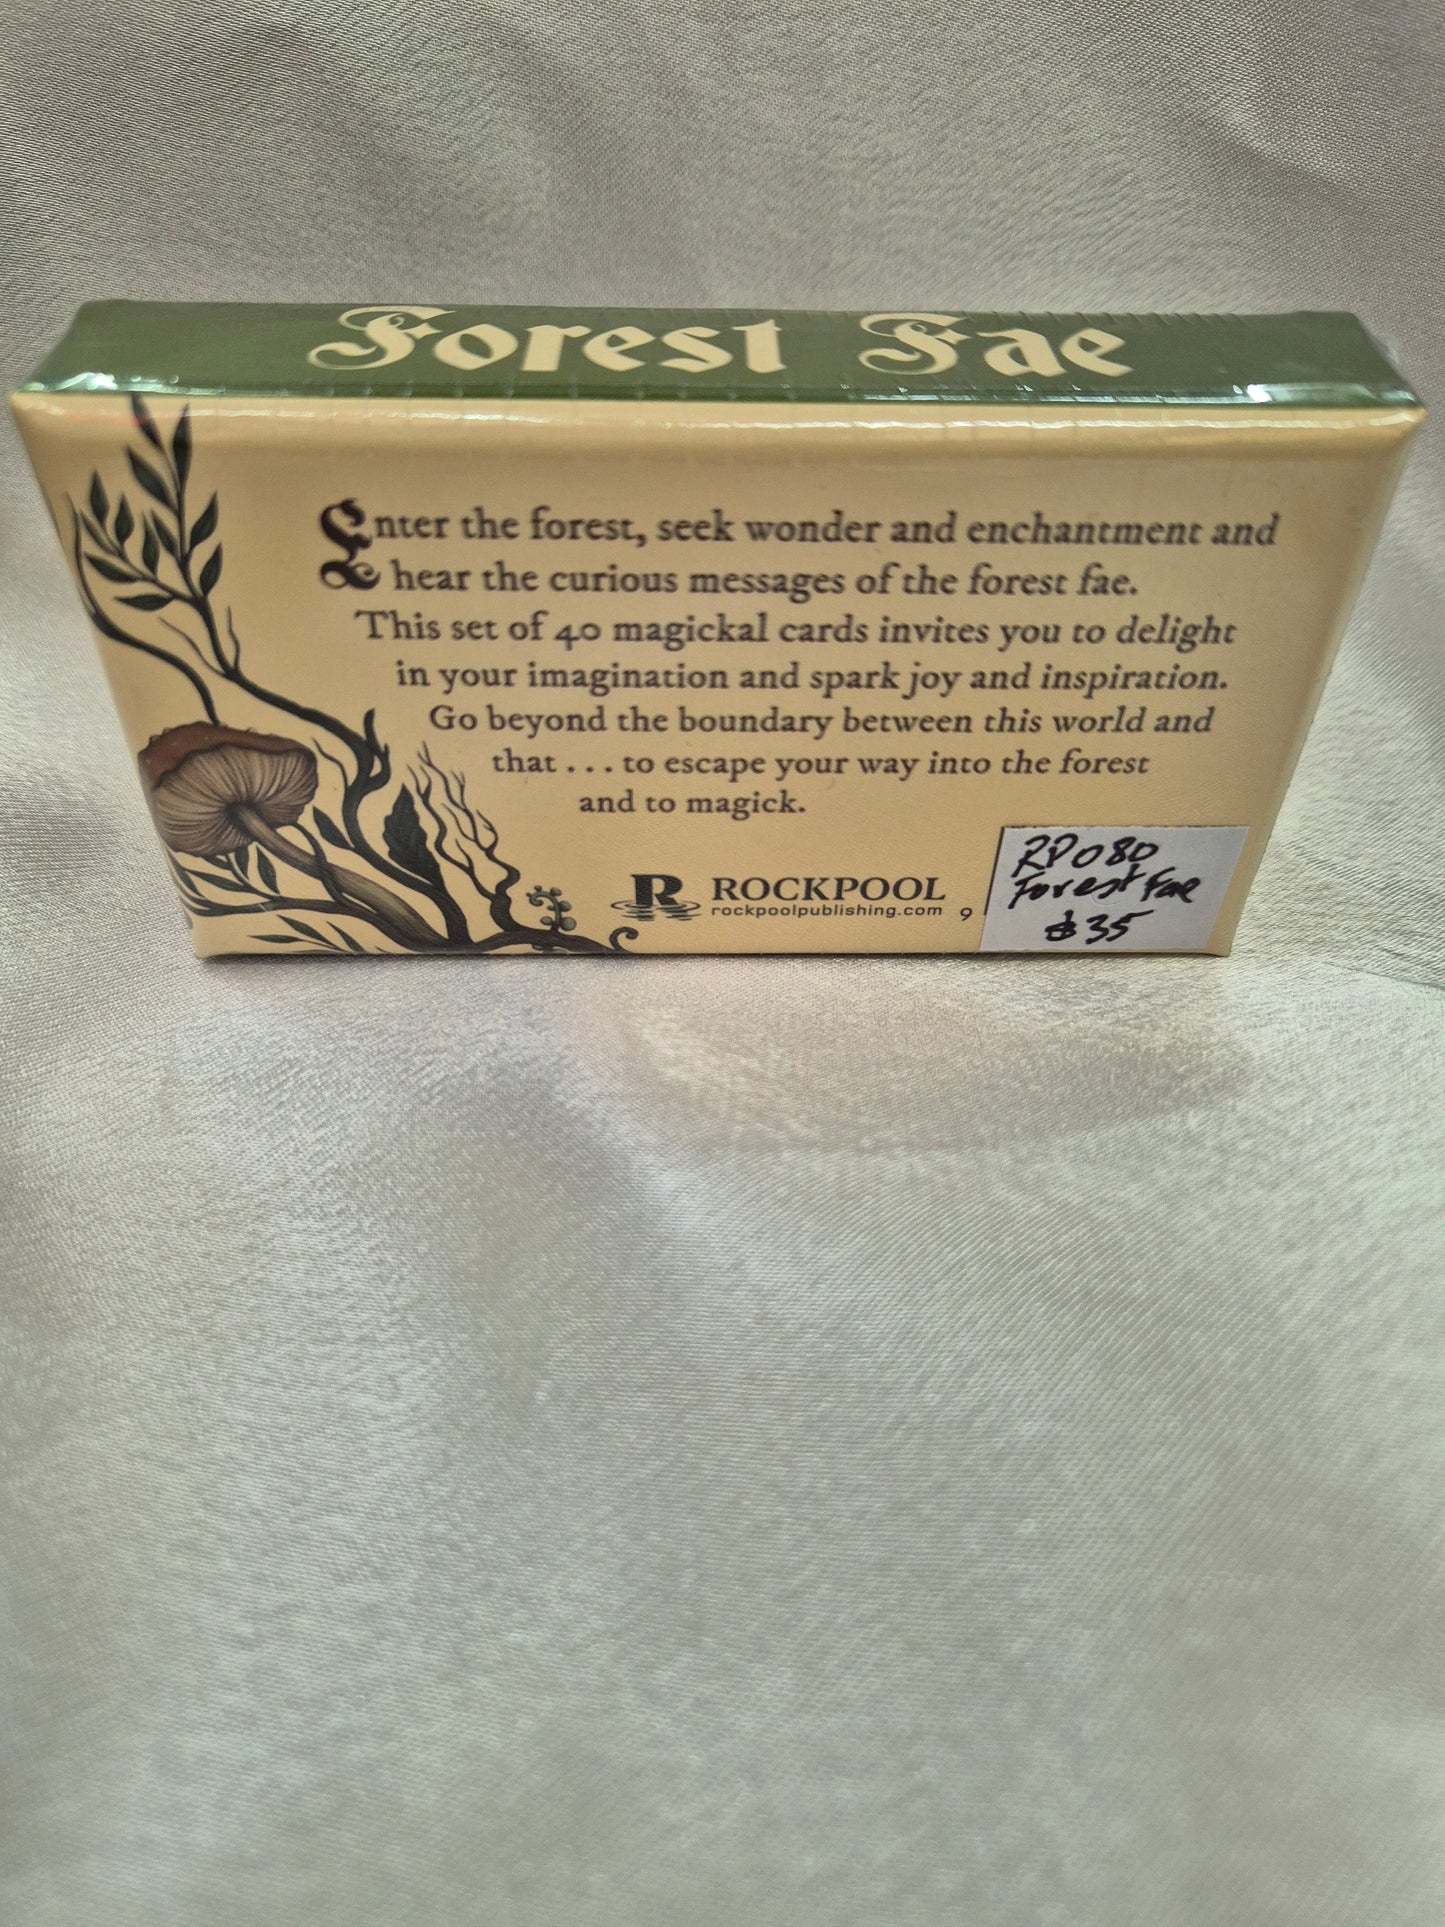 Forest Fae
Enter the forest, seek wonder and enchantment and
hear the curious messages of the forest fae.
This set of 40 magickal cards invites you to delight
in your imagination and spark joy and inspiration.
Go beyond the boundary between this world and
that . . . to escape your way into the forest
and to magick.
R ROCKPOOL
rockpoolpublishing.com
9
RP080
Forest Fae
$35